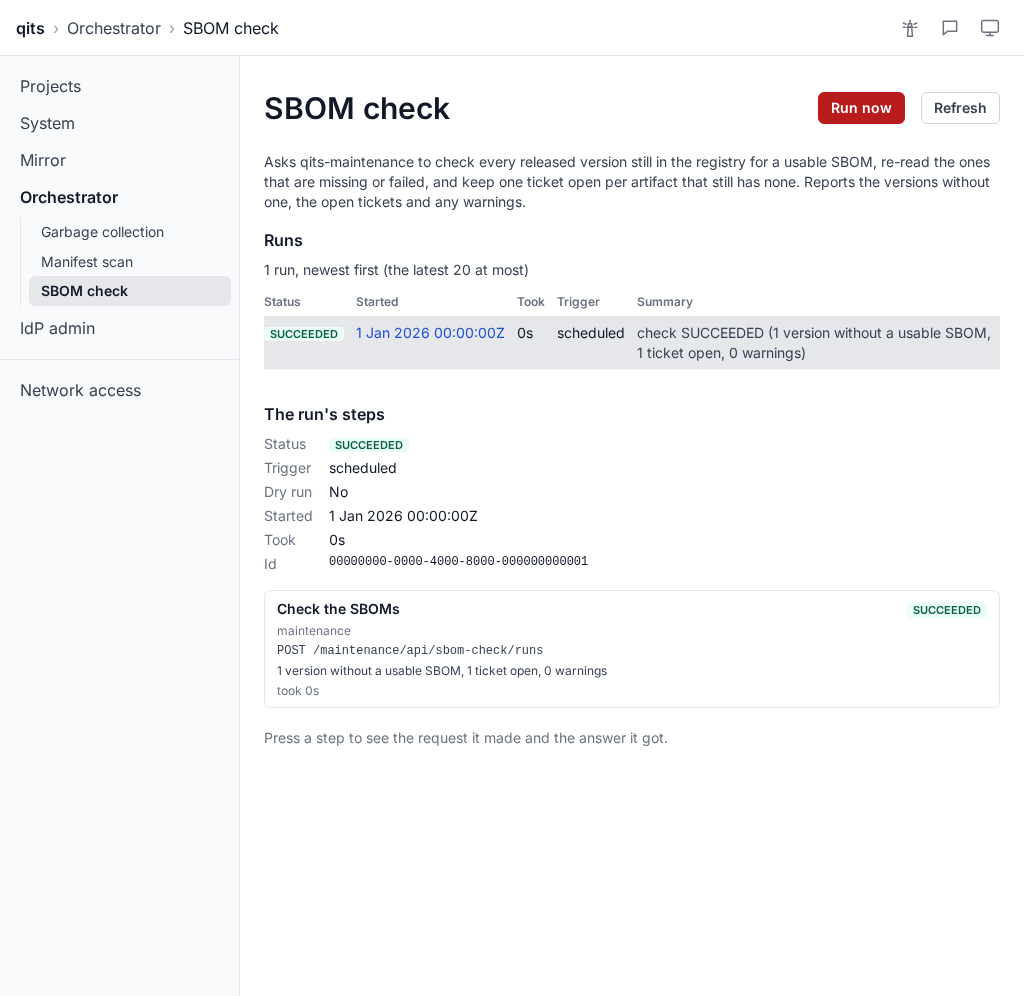 qits › Orchestrator › SBOM check
Projects
System
Mirror
Orchestrator
Garbage collection
Manifest scan
SBOM check
IdP admin
Network access
SBOM check
Run now
Refresh
Asks qits-maintenance to check every released version still in the registry for a usable SBOM, re-read the ones
that are missing or failed, and keep one ticket open per artifact that still has none. Reports the versions without
one, the open tickets and any warnings.
Runs
1 run, newest first (the latest 20 at most)
Status Started Took Trigger Summary
SUCCEEDED 1 Jan 2026 00:00:00Z 0s scheduled check SUCCEEDED (1 version without a usable SBOM,
1 ticket open, 0 warnings)
The run's steps
Status SUCCEEDED
Trigger scheduled
Dry run No
Started 1 Jan 2026 00:00:00Z
Took 0s
Id 00000000-0000-4000-8000-000000000001
Check the SBOMs SUCCEEDED
maintenance
POST /maintenance/api/sbom-check/runs
1 version without a usable SBOM, 1 ticket open, 0 warnings
took 0s
Press a step to see the request it made and the answer it got.